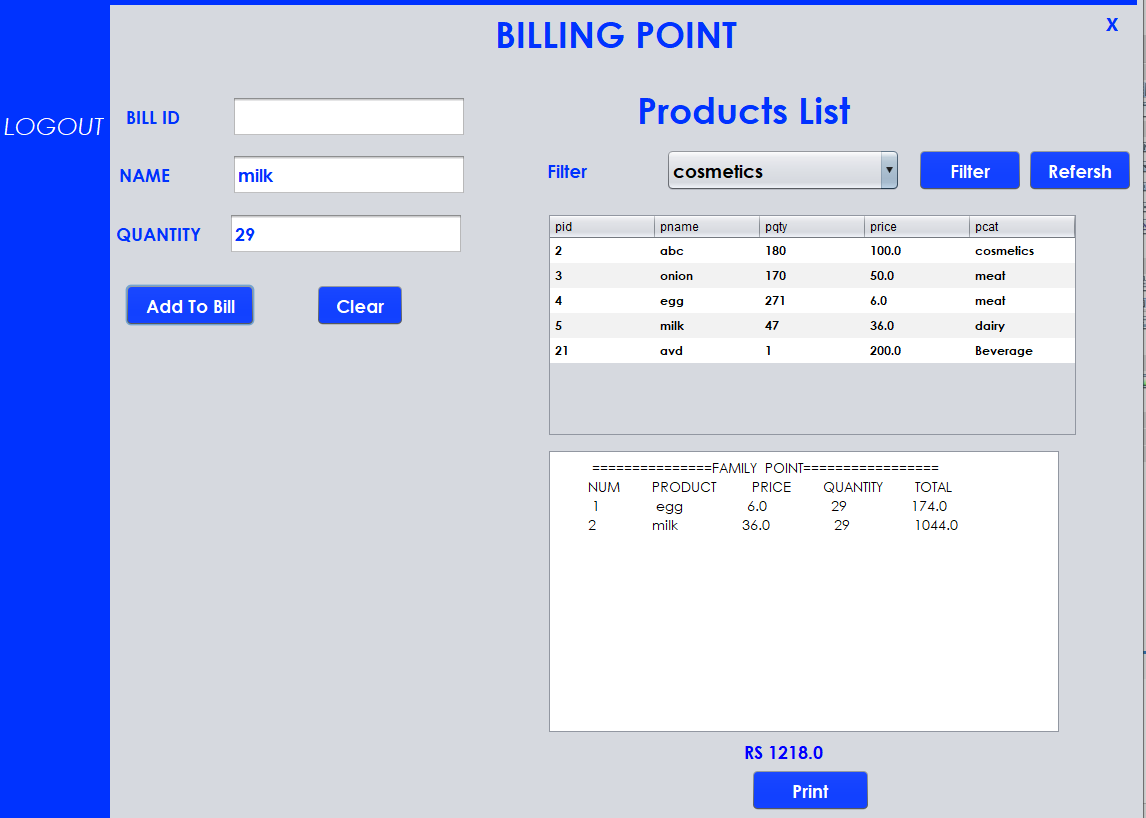 BILLING POINT
X
LOGOUT
BILL ID
NAME
milk
QUANTITY
29
Add To Bill
Clear
Products List
Filter
cosmetics
Filter
Refersh
pid pname pqty price pcat
2 abc 180 100.0 cosmetics
3 onion 170 50.0 meat
4 egg 271 6.0 meat
5 milk 47 36.0 dairy
21 avd 1 200.0 Beverage
===============FAMILY POINT=================
NUM PRODUCT PRICE QUANTITY TOTAL
1 egg 6.0 29 174.0
2 milk 36.0 29 1044.0
RS 1218.0
Print